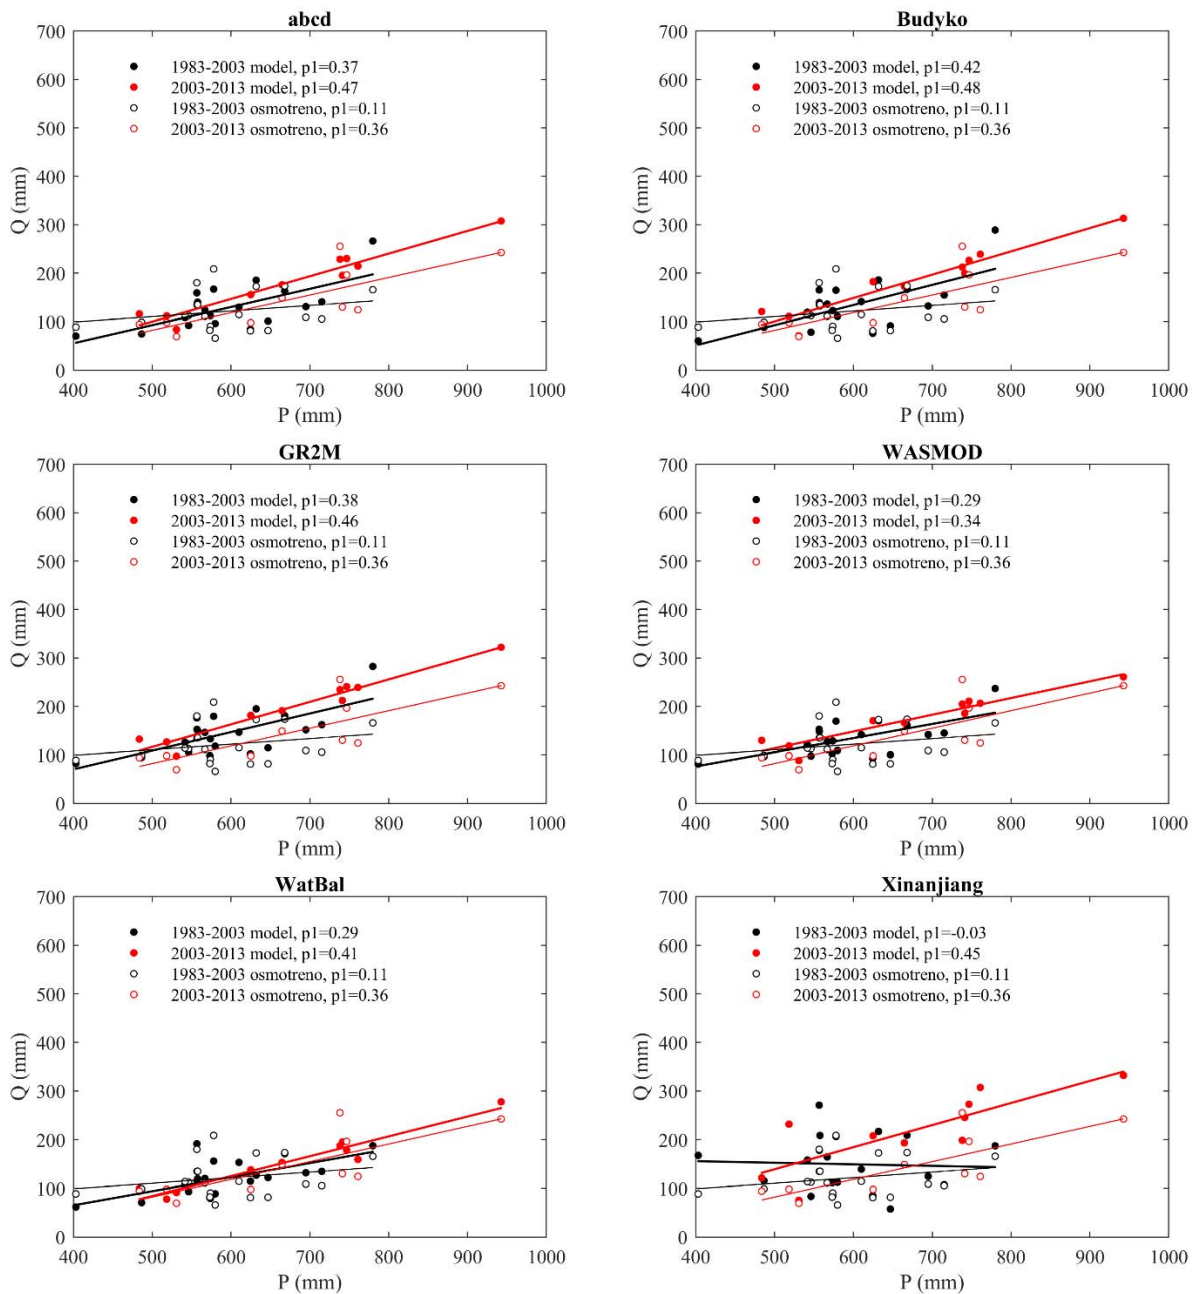 abcd
700
600
500
400
300
200
100
0
Q (mm)
1983-2003 model, p1=0.37
2003-2013 model, p1=0.47
1983-2003 osmotreno, p1=0.11
2003-2013 osmotreno, p1=0.36
400 500 600 700 800 900 1000
P (mm)
Budyko
700
600
500
400
300
200
100
0
Q (mm)
1983-2003 model, p1=0.42
2003-2013 model, p1=0.48
1983-2003 osmotreno, p1=0.11
2003-2013 osmotreno, p1=0.36
400 500 600 700 800 900 1000
P (mm)
GR2M
700
600
500
400
300
200
100
0
Q (mm)
1983-2003 model, p1=0.38
2003-2013 model, p1=0.46
1983-2003 osmotreno, p1=0.11
2003-2013 osmotreno, p1=0.36
400 500 600 700 800 900 1000
P (mm)
WASMOD
700
600
500
400
300
200
100
0
Q (mm)
1983-2003 model, p1=0.29
2003-2013 model, p1=0.34
1983-2003 osmotreno, p1=0.11
2003-2013 osmotreno, p1=0.36
400 500 600 700 800 900 1000
P (mm)
WatBal
700
600
500
400
300
200
100
0
Q (mm)
1983-2003 model, p1=0.29
2003-2013 model, p1=0.41
1983-2003 osmotreno, p1=0.11
2003-2013 osmotreno, p1=0.36
400 500 600 700 800 900 1000
P (mm)
Xinanjiang
700
600
500
400
300
200
100
0
Q (mm)
1983-2003 model, p1=-0.03
2003-2013 model, p1=0.45
1983-2003 osmotreno, p1=0.11
2003-2013 osmotreno, p1=0.36
400 500 600 700 800 900 1000
P (mm)